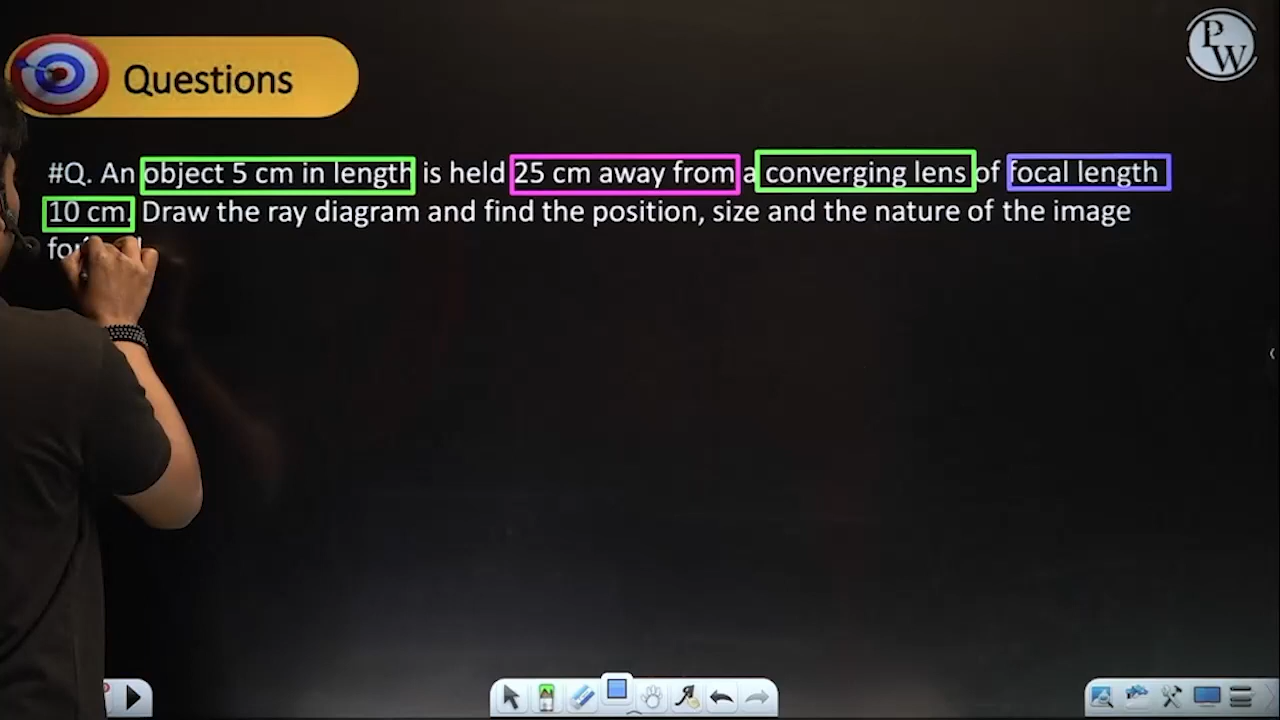 PW
Questions
#Q. An object 5 cm in length is held 25 cm away from a converging lens of focal length
10 cm. Draw the ray diagram and find the position, size and the nature of the image